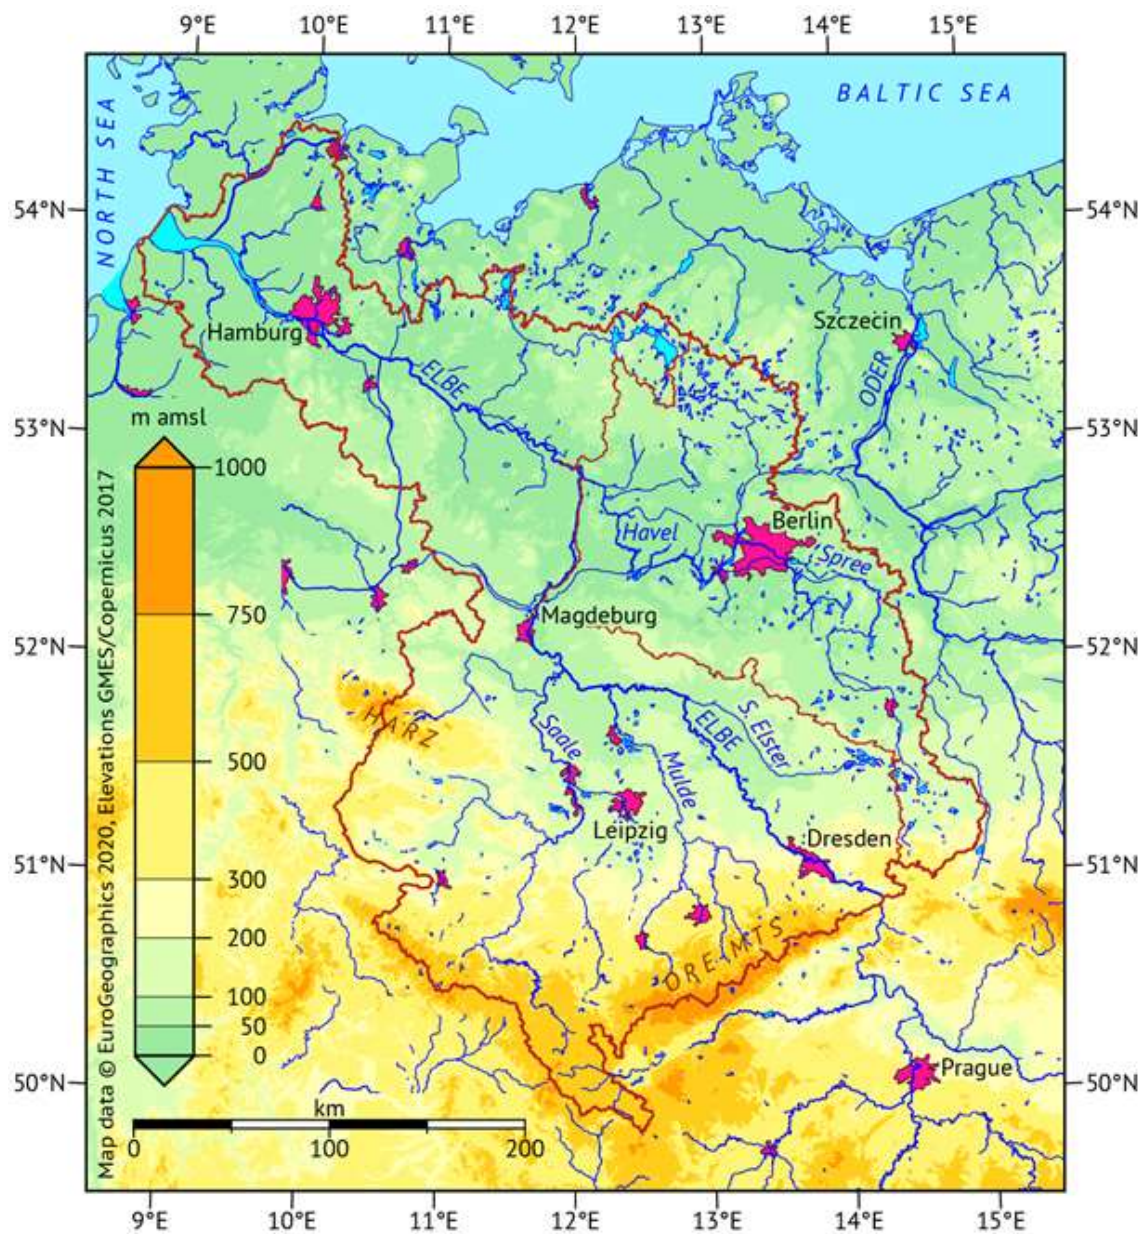 9°E 10°E 11°E 12°E 13°E 14°E 15°E
NORTH SEA
BALTIC SEA
54°N 54°N
Hamburg
Szczecin
ELBE
ODER
53°N 53°N
m amsl
1000
750
500
300
200
100
50
0
Berlin
Havel
Spree
Magdeburg
52°N 52°N
HARZ
Saale
ELBE
S. Elster
Mulde
Leipzig
Dresden
51°N 51°N
ORE MTS
Prague
50°N 50°N
km
0 100 200
Map data © EuroGeographics 2020, Elevations GMES/Copernicus 2017
9°E 10°E 11°E 12°E 13°E 14°E 15°E